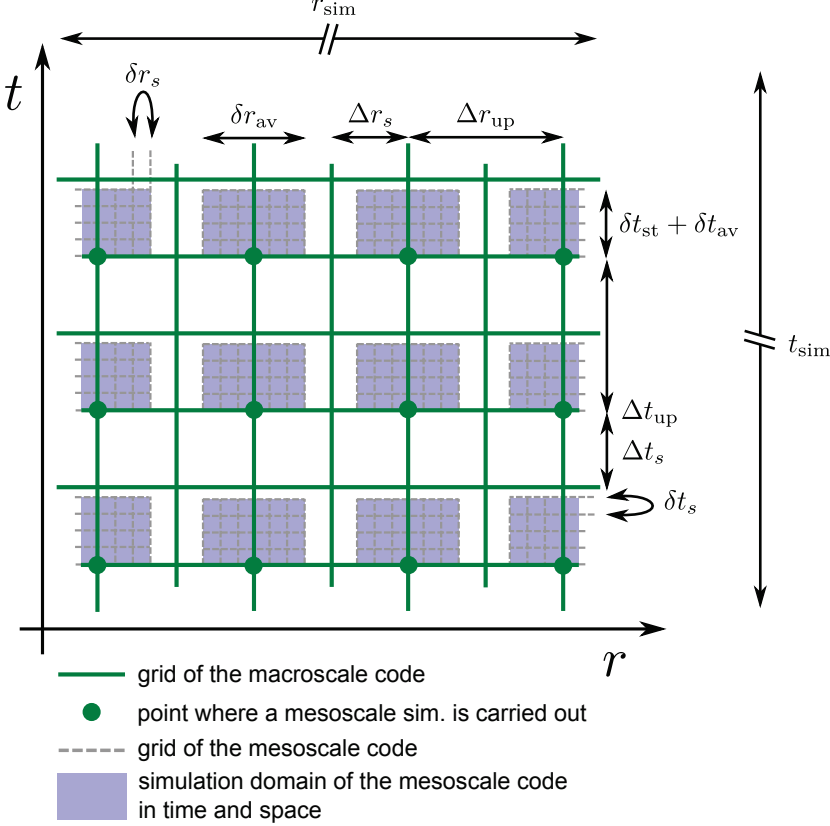 r_sim
t
δr_s
δr_av
Δr_s
Δr_up
δt_st + δt_av
t_sim
Δt_up
Δt_s
δt_s
r
grid of the macroscale code
point where a mesoscale sim. is carried out
grid of the mesoscale code
simulation domain of the mesoscale code
in time and space